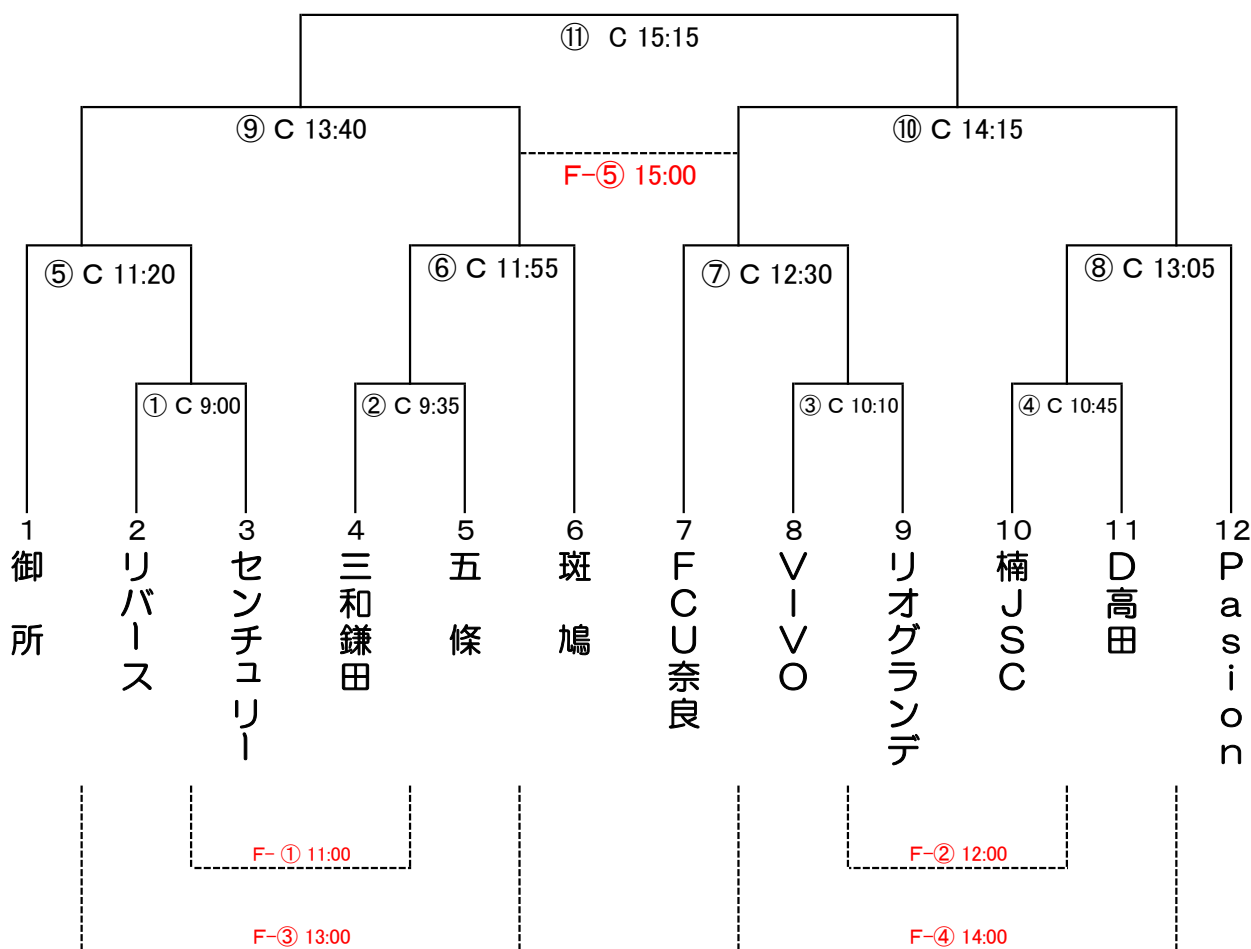 ⑪ C 15:15
⑨ C 13:40
⑩ C 14:15
F-⑤ 15:00
⑤ C 11:20
⑥ C 11:55
⑦ C 12:30
⑧ C 13:05
① C 9:00
② C 9:35
③ C 10:10
④ C 10:45
1 2 3 4 5 6 7 8 9 10 11 12
御所
リバース
センチュリー
三和鎌田
五條
斑鳩
FCU奈良
VIVO
リオグランデ
楠JSC
D高田
Pasion
F- ① 11:00
F-② 12:00
F-③ 13:00
F-④ 14:00